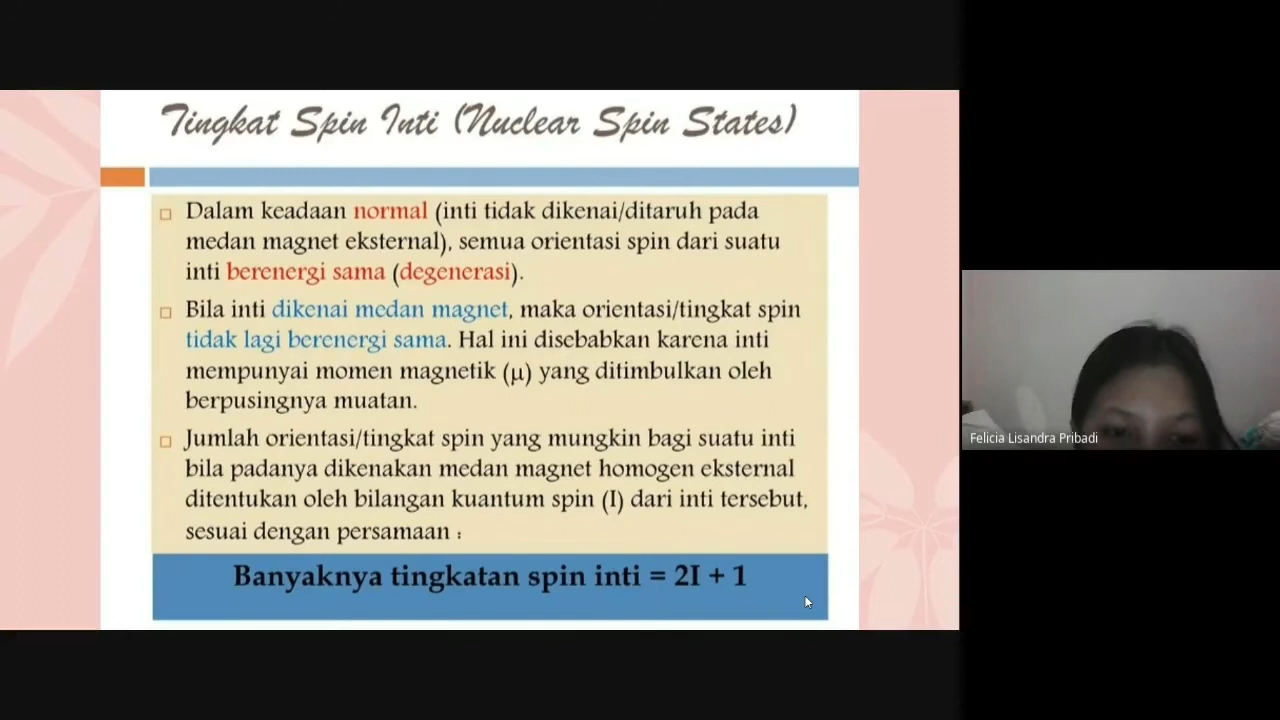 Tingkat Spin Inti (Nuclear Spin States)
Dalam keadaan normal (inti tidak dikenai/ditaruh pada
medan magnet eksternal), semua orientasi spin dari suatu
inti berenergi sama (degenerasi).
Bila inti dikenai medan magnet, maka orientasi/tingkat spin
tidak lagi berenergi sama. Hal ini disebabkan karena inti
mempunyai momen magnetik (μ) yang ditimbulkan oleh
berpusingnya muatan.
Jumlah orientasi/tingkat spin yang mungkin bagi suatu inti
bila padanya dikenakan medan magnet homogen eksternal
ditentukan oleh bilangan kuantum spin (I) dari inti tersebut,
sesuai dengan persamaan :
Banyaknya tingkatan spin inti = 2I + 1
Felicia Lisandra Pribadi